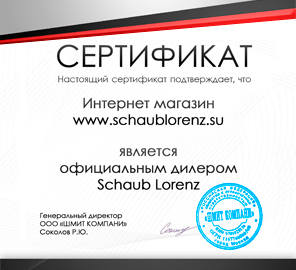 СЕРТИФИКАТ
Настоящий сертификат подтверждает, что
Интернет магазин
www.schaublorenz.su
является
официальным дилером
Schaub Lorenz
Генеральный директор
ООО «ШМИТ КОМПАНИ»
Соколов Р.Ю.
«ШМИТ КОМПАНИ»